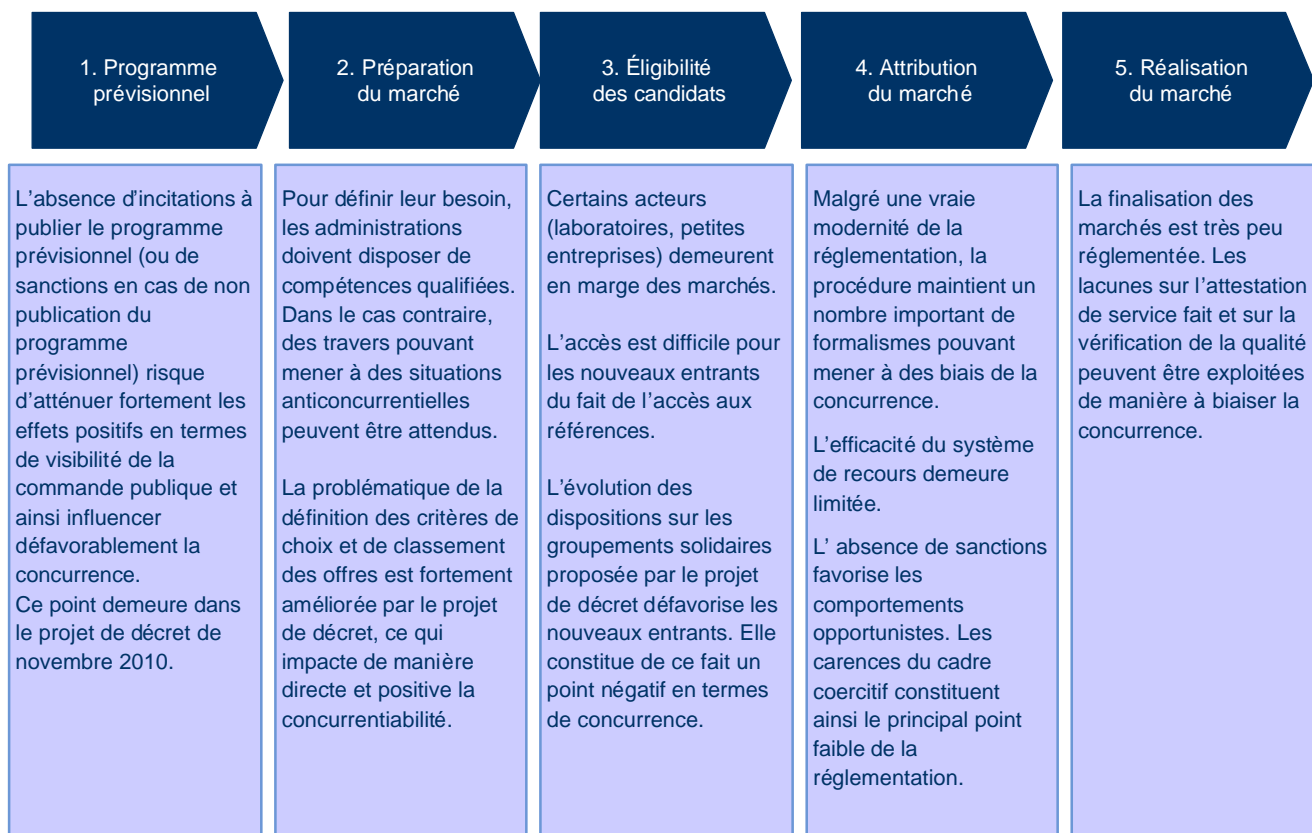 1. Programme
prévisionnel
2. Préparation
du marché
3. Éligibilité
des candidats
4. Attribution
du marché
5. Réalisation
du marché
L'absence d'incitations à
publier le programme
prévisionnel (ou de
sanctions en cas de non
publication du
programme
prévisionnel) risque
d'atténuer fortement les
effets positifs en termes
de visibilité de la
commande publique et
ainsi influencer
défavorablement la
concurrence.
Ce point demeure dans
le projet de décret de
novembre 2010.
Pour définir leur besoin,
les administrations
doivent disposer de
compétences qualifiées.
Dans le cas contraire,
des travers pouvant
mener à des situations
anticoncurrentielles
peuvent être attendus.
La problématique de la
définition des critères de
choix et de classement
des offres est fortement
améliorée par le projet
de décret, ce qui
impacte de manière
directe et positive la
concurrentiabilité.
Certains acteurs
(laboratoires, petites
entreprises) demeurent
en marge des marchés.
L'accès est difficile pour
les nouveaux entrants
du fait de l'accès aux
références.
L'évolution des
dispositions sur les
groupements solidaires
proposée par le projet
de décret défavorise les
nouveaux entrants. Elle
constitue de ce fait un
point négatif en termes
de concurrence.
Malgré une vraie
modernité de la
réglementation, la
procédure maintient un
nombre important de
formalismes pouvant
mener à des biais de la
concurrence.
L'efficacité du système
de recours demeure
limitée.
L' absence de sanctions
favorise les
comportements
opportunistes. Les
carences du cadre
coercitif constituent
ainsi le principal point
faible de la
réglementation.
La finalisation des
marchés est très peu
réglementée. Les
lacunes sur l'attestation
de service fait et sur la
vérification de la qualité
peuvent être exploitées
de manière à biaiser la
concurrence.